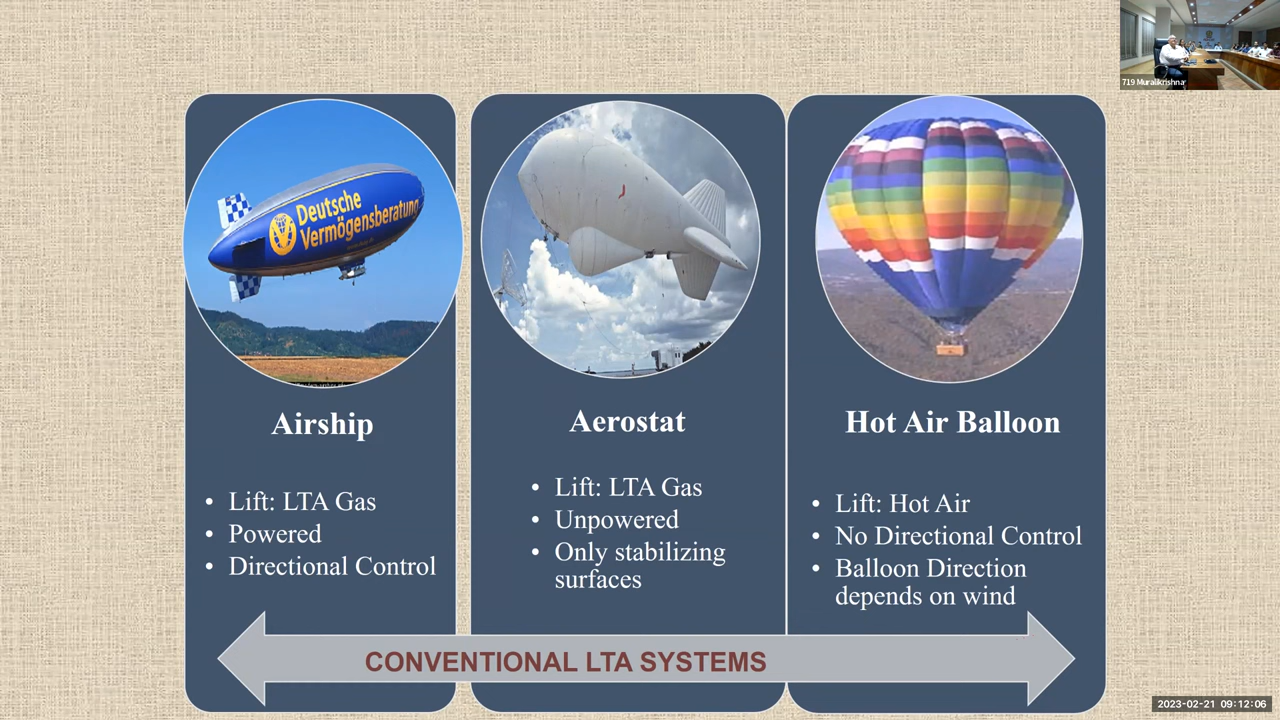 719 Muralikrishna
Deutsche
Vermögensberatung
Airship
• Lift: LTA Gas
• Powered
• Directional Control
Aerostat
• Lift: LTA Gas
• Unpowered
• Only stabilizing
surfaces
Hot Air Balloon
• Lift: Hot Air
• No Directional Control
• Balloon Direction
depends on wind
CONVENTIONAL LTA SYSTEMS
2023-02-21 09:12:06